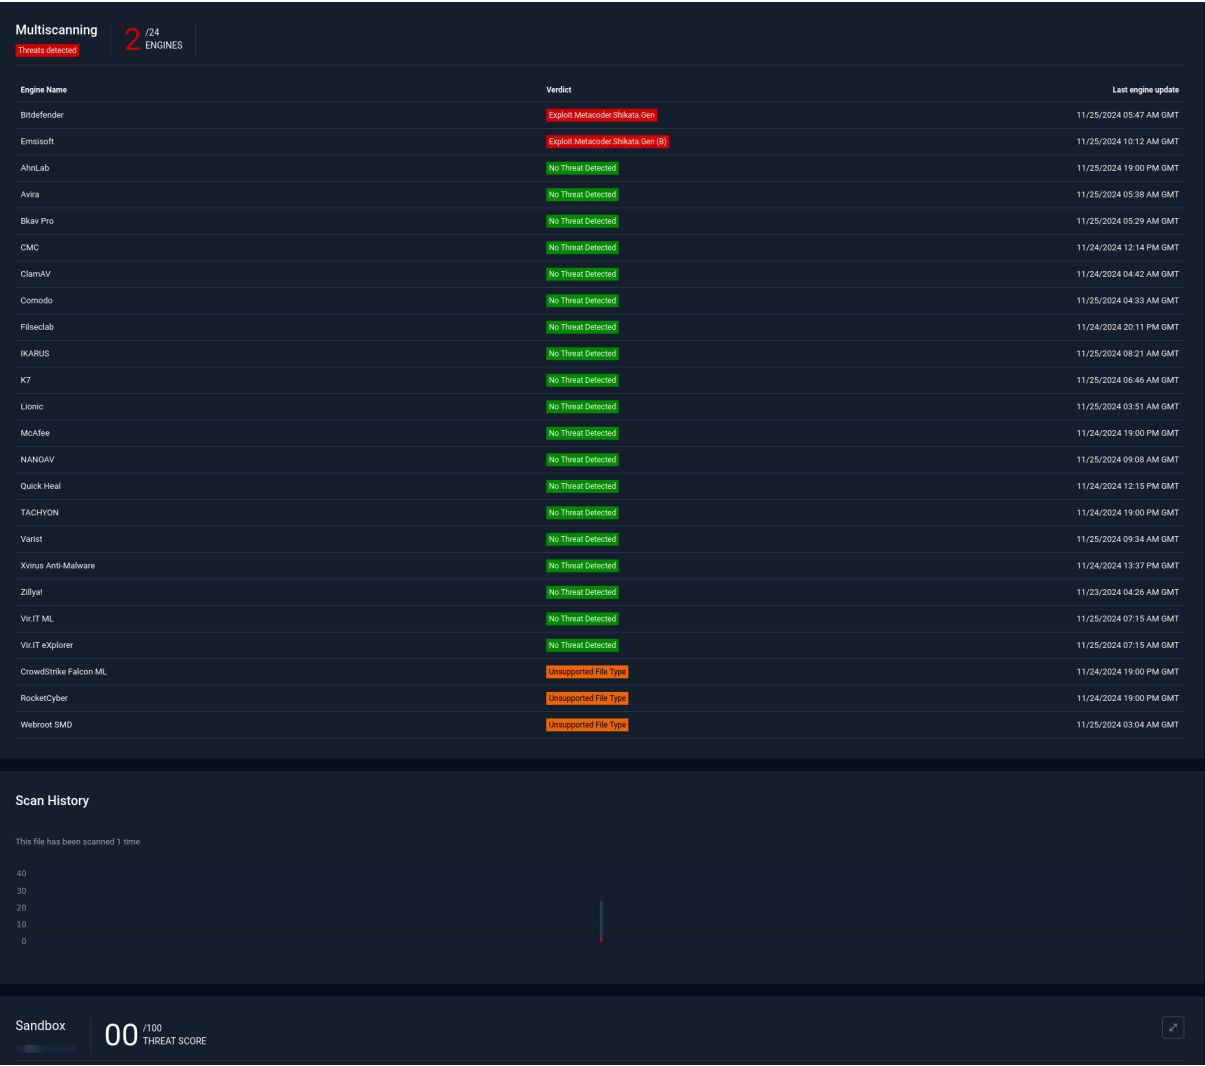 Multiscanning
Threats detected
2 /24 ENGINES
Engine Name Verdict Last engine update
Bitdefender Exploit.Metacoder.Shikata.Gen 11/25/2024 05:47 AM GMT
Emsisoft Exploit.Metacoder.Shikata.Gen (B) 11/25/2024 10:12 AM GMT
AhnLab No Threat Detected 11/25/2024 19:00 PM GMT
Avira No Threat Detected 11/25/2024 05:38 AM GMT
Bkav Pro No Threat Detected 11/25/2024 05:29 AM GMT
CMC No Threat Detected 11/24/2024 12:14 PM GMT
ClamAV No Threat Detected 11/24/2024 04:42 AM GMT
Comodo No Threat Detected 11/25/2024 04:33 AM GMT
Filseclab No Threat Detected 11/24/2024 20:11 PM GMT
IKARUS No Threat Detected 11/25/2024 08:21 AM GMT
K7 No Threat Detected 11/25/2024 06:46 AM GMT
Lionic No Threat Detected 11/25/2024 03:51 AM GMT
McAfee No Threat Detected 11/24/2024 19:00 PM GMT
NANOAV No Threat Detected 11/25/2024 09:08 AM GMT
Quick Heal No Threat Detected 11/24/2024 12:15 PM GMT
TACHYON No Threat Detected 11/24/2024 19:00 PM GMT
Varist No Threat Detected 11/25/2024 09:34 AM GMT
Xvirus Anti-Malware No Threat Detected 11/24/2024 13:37 PM GMT
Zillya! No Threat Detected 11/23/2024 04:26 AM GMT
Vir.IT ML No Threat Detected 11/25/2024 07:15 AM GMT
Vir.IT eXplorer No Threat Detected 11/25/2024 07:15 AM GMT
CrowdStrike Falcon ML Unsupported File Type 11/24/2024 19:00 PM GMT
RocketCyber Unsupported File Type 11/24/2024 19:00 PM GMT
Webroot SMD Unsupported File Type 11/25/2024 03:04 AM GMT
Scan History
This file has been scanned 1 time
40
30
20
10
0
Sandbox
00 /100 THREAT SCORE